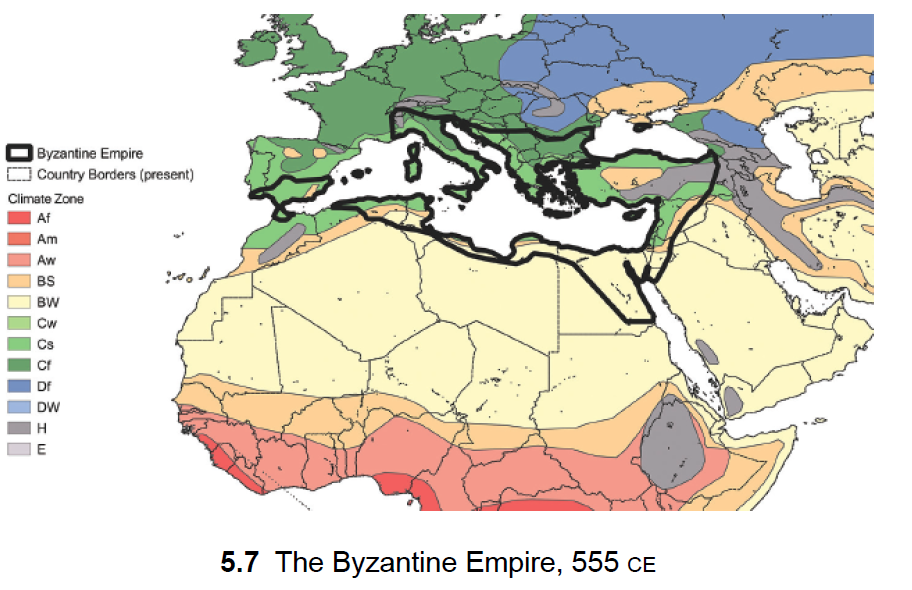 Byzantine Empire
Country Borders (present)
Climate Zone
Af
Am
Aw
BS
BW
Cw
Cs
Cf
Df
DW
H
E
5.7 The Byzantine Empire, 555 CE